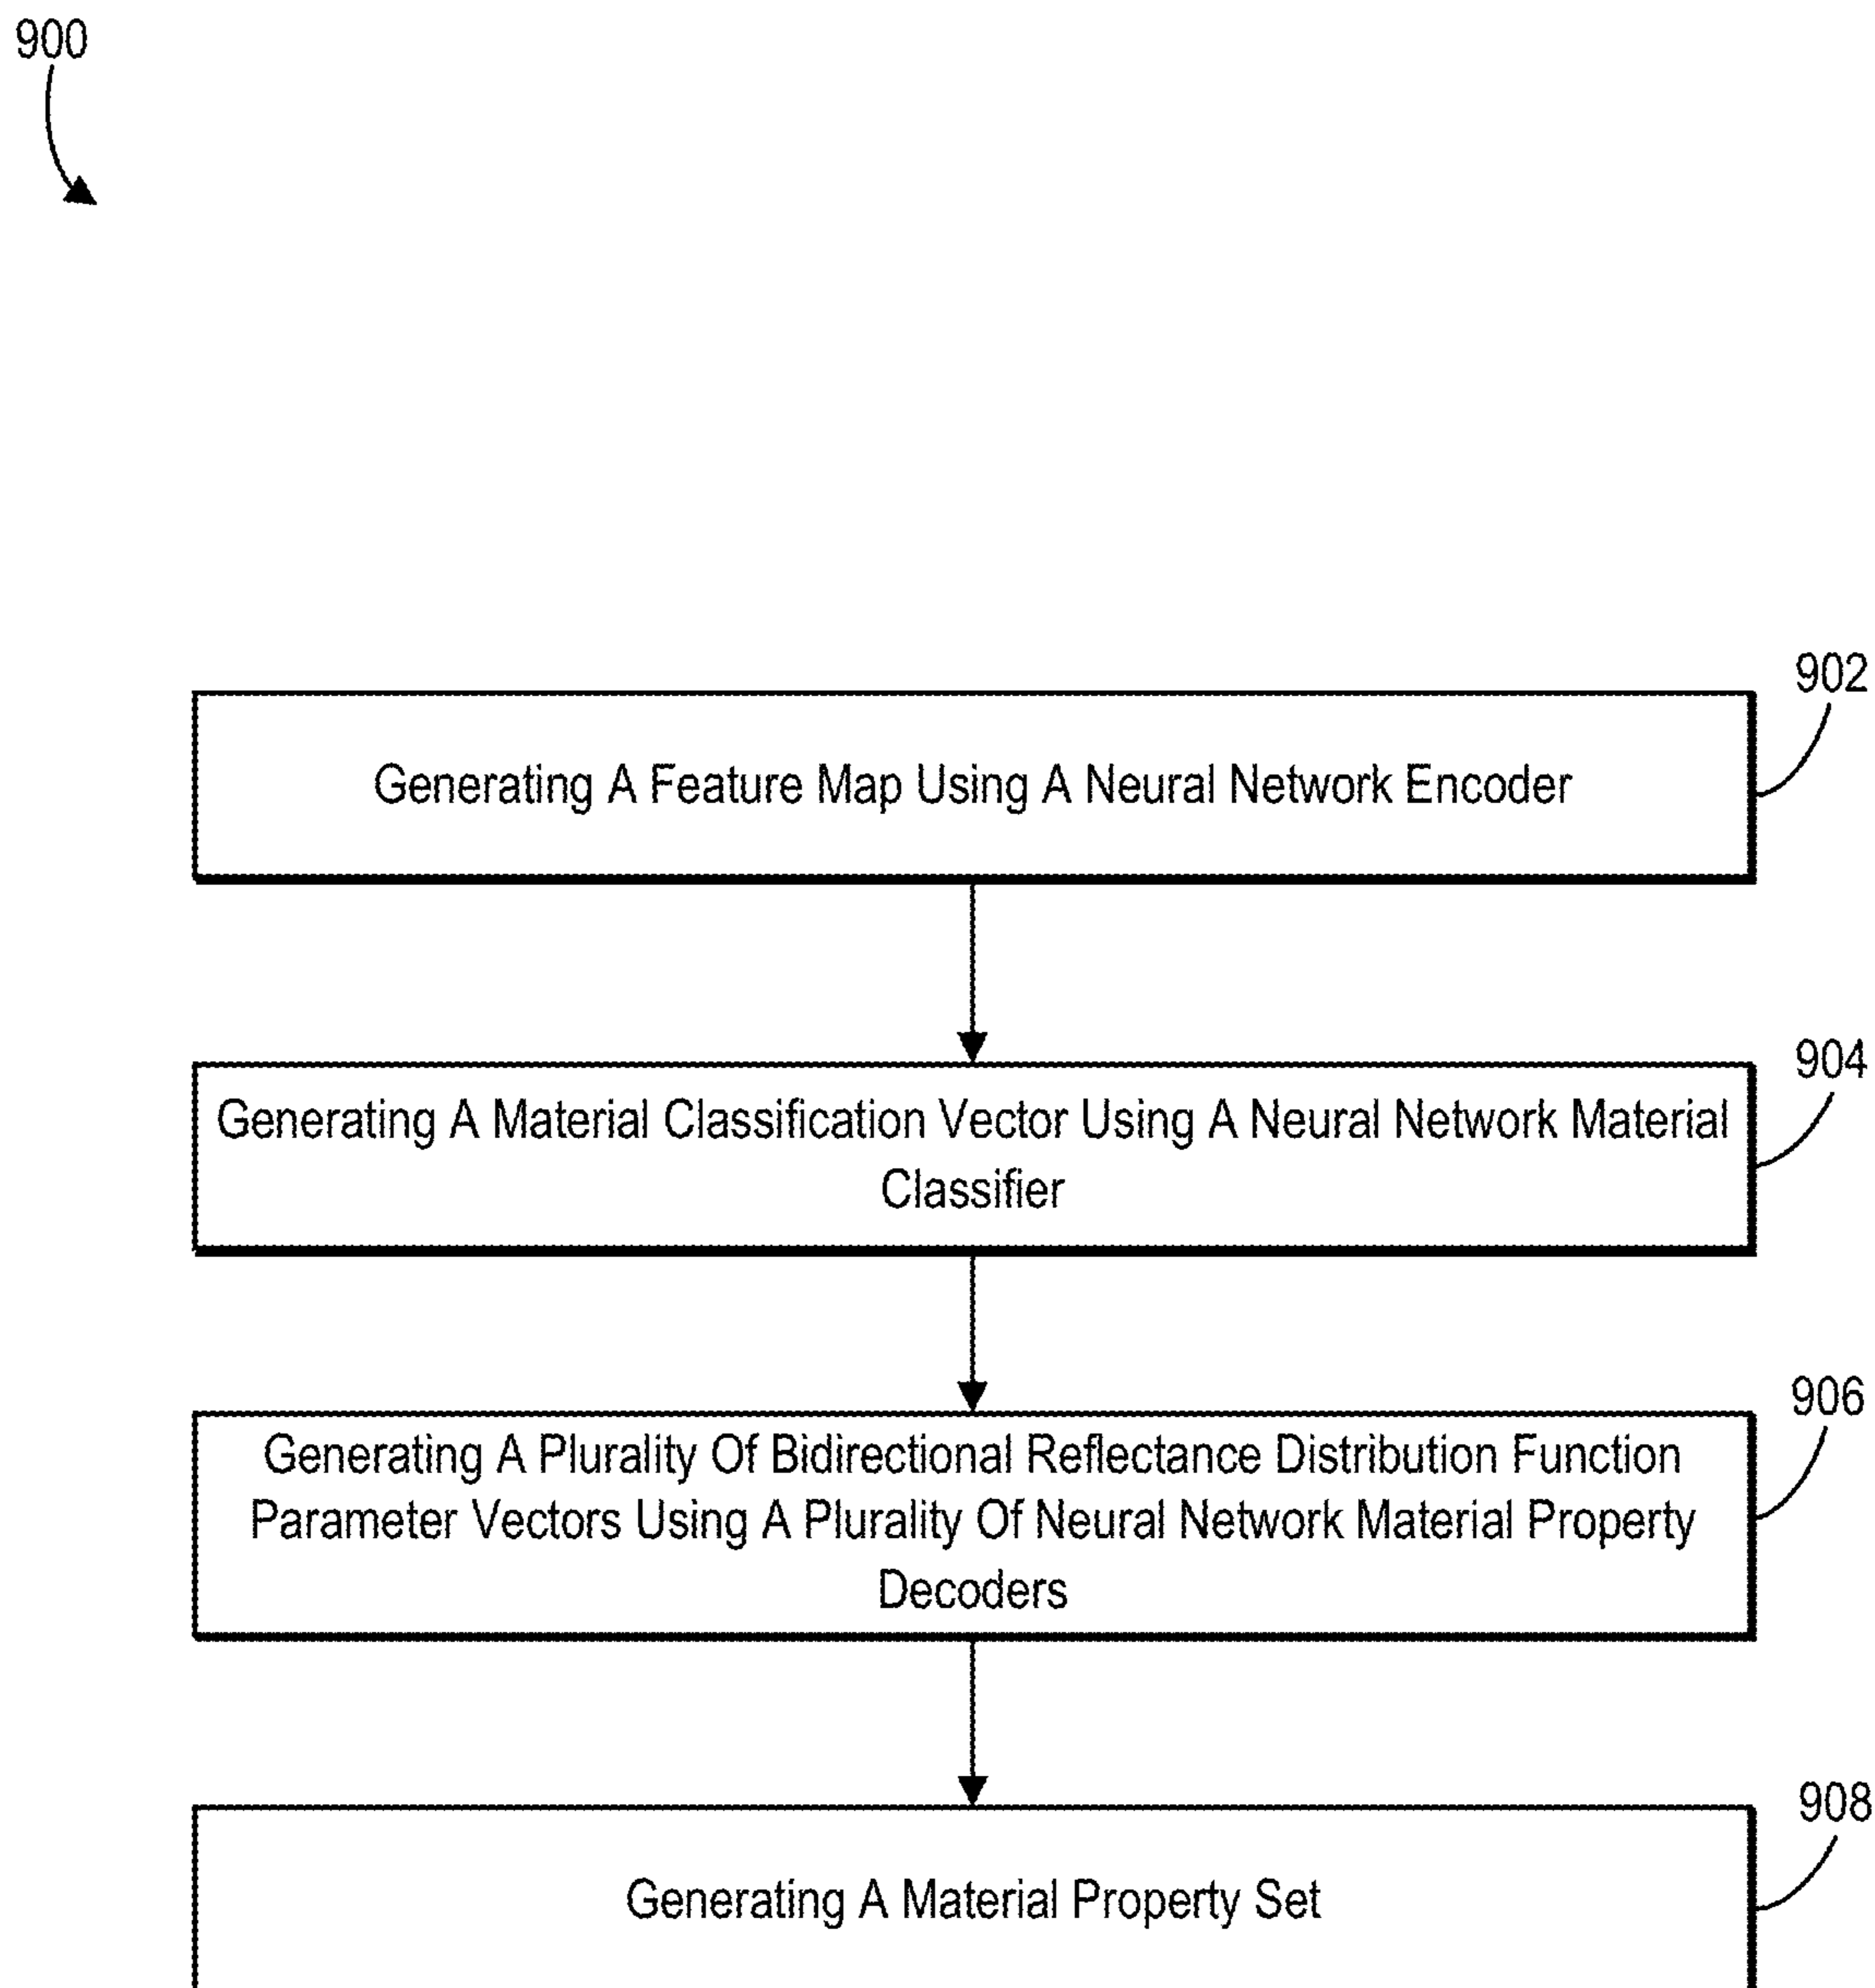 900
902
Generating A Feature Map Using A Neural Network Encoder
904
Generating A Material Classification Vector Using A Neural Network Material
Classifier
906
Generating A Plurality Of Bidirectional Reflectance Distribution Function
Parameter Vectors Using A Plurality Of Neural Network Material Property
Decoders
908
Generating A Material Property Set